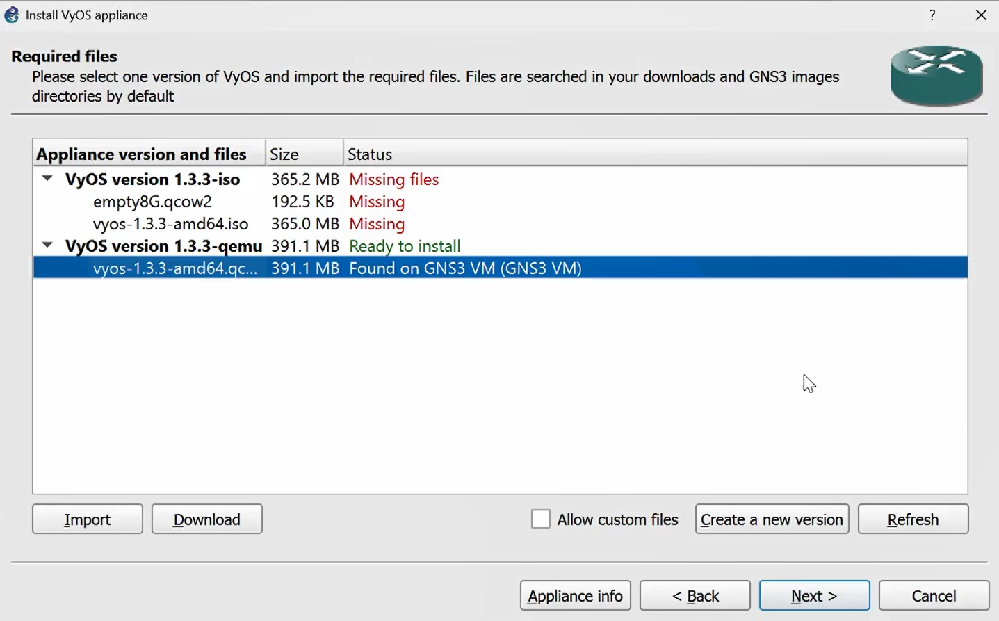 Install VyOS appliance
?
Required files
Please select one version of VyOS and import the required files. Files are searched in your downloads and GNS3 images
directories by default
Appliance version and files Size Status
VyOS version 1.3.3-iso 365.2 MB Missing files
empty8G.qcow2 192.5 KB Missing
vyos-1.3.3-amd64.iso 365.0 MB Missing
VyOS version 1.3.3-qemu 391.1 MB Ready to install
vyos-1.3.3-amd64.qc... 391.1 MB Found on GNS3 VM (GNS3 VM)
Import Download Allow custom files Create a new version Refresh
Appliance info < Back Next > Cancel